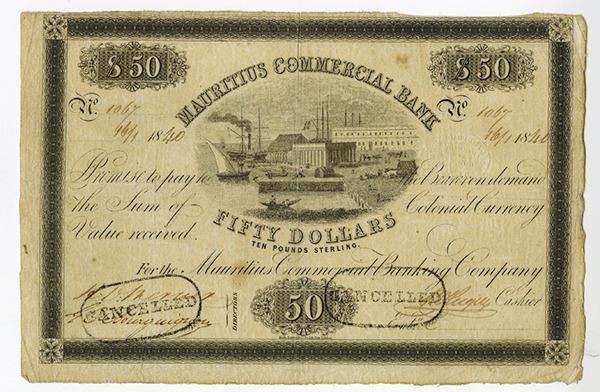 $ 50 $ 50
MAURITIUS COMMERCIAL BANK
No. 1067 No. 1067
16/1 1840 16/1 1840
Promise to pay to the Bearer on demand
the Sum of FIFTY DOLLARS Colonial Currency
Value received. TEN POUNDS STERLING.
For the Mauritius Commercial Banking Company
CANCELLED DIRECTORS 50 CANCELLED Cashier